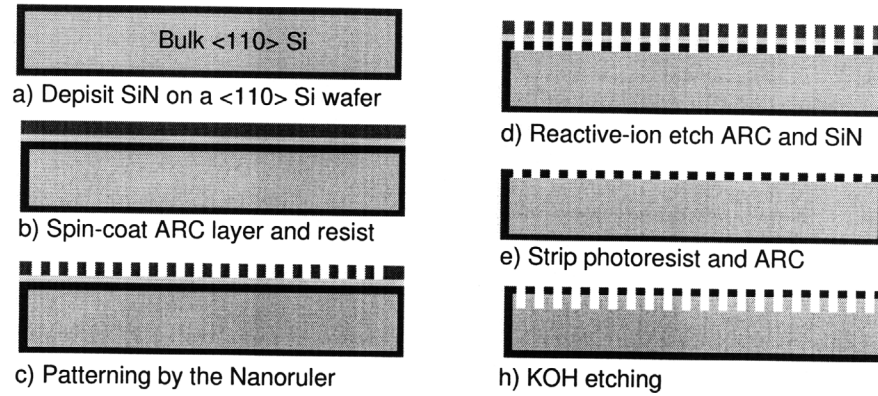 Bulk <110> Si
a) Depisit SiN on a <110> Si wafer
b) Spin-coat ARC layer and resist
c) Patterning by the Nanoruler
d) Reactive-ion etch ARC and SiN
e) Strip photoresist and ARC
h) KOH etching